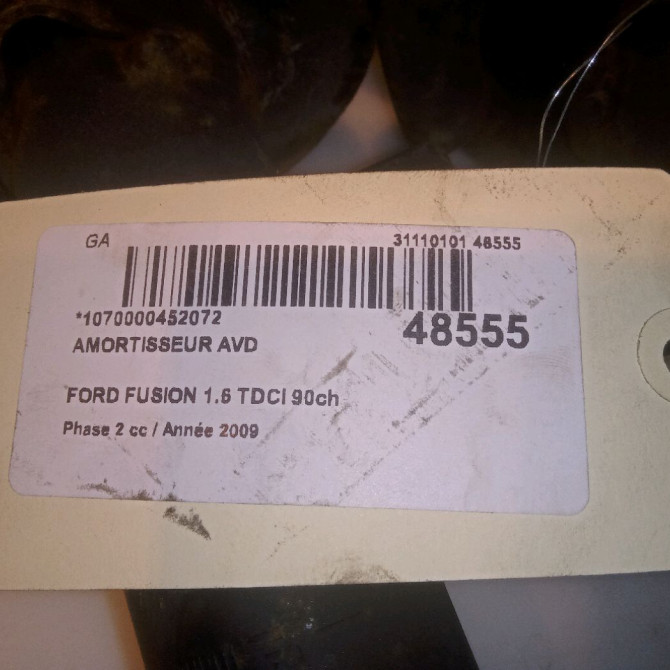 GA 31110101 48555
*1070000452072
48555
AMORTISSEUR AVD
FORD FUSION 1.6 TDCI 90ch
Phase 2 cc / Année 2009